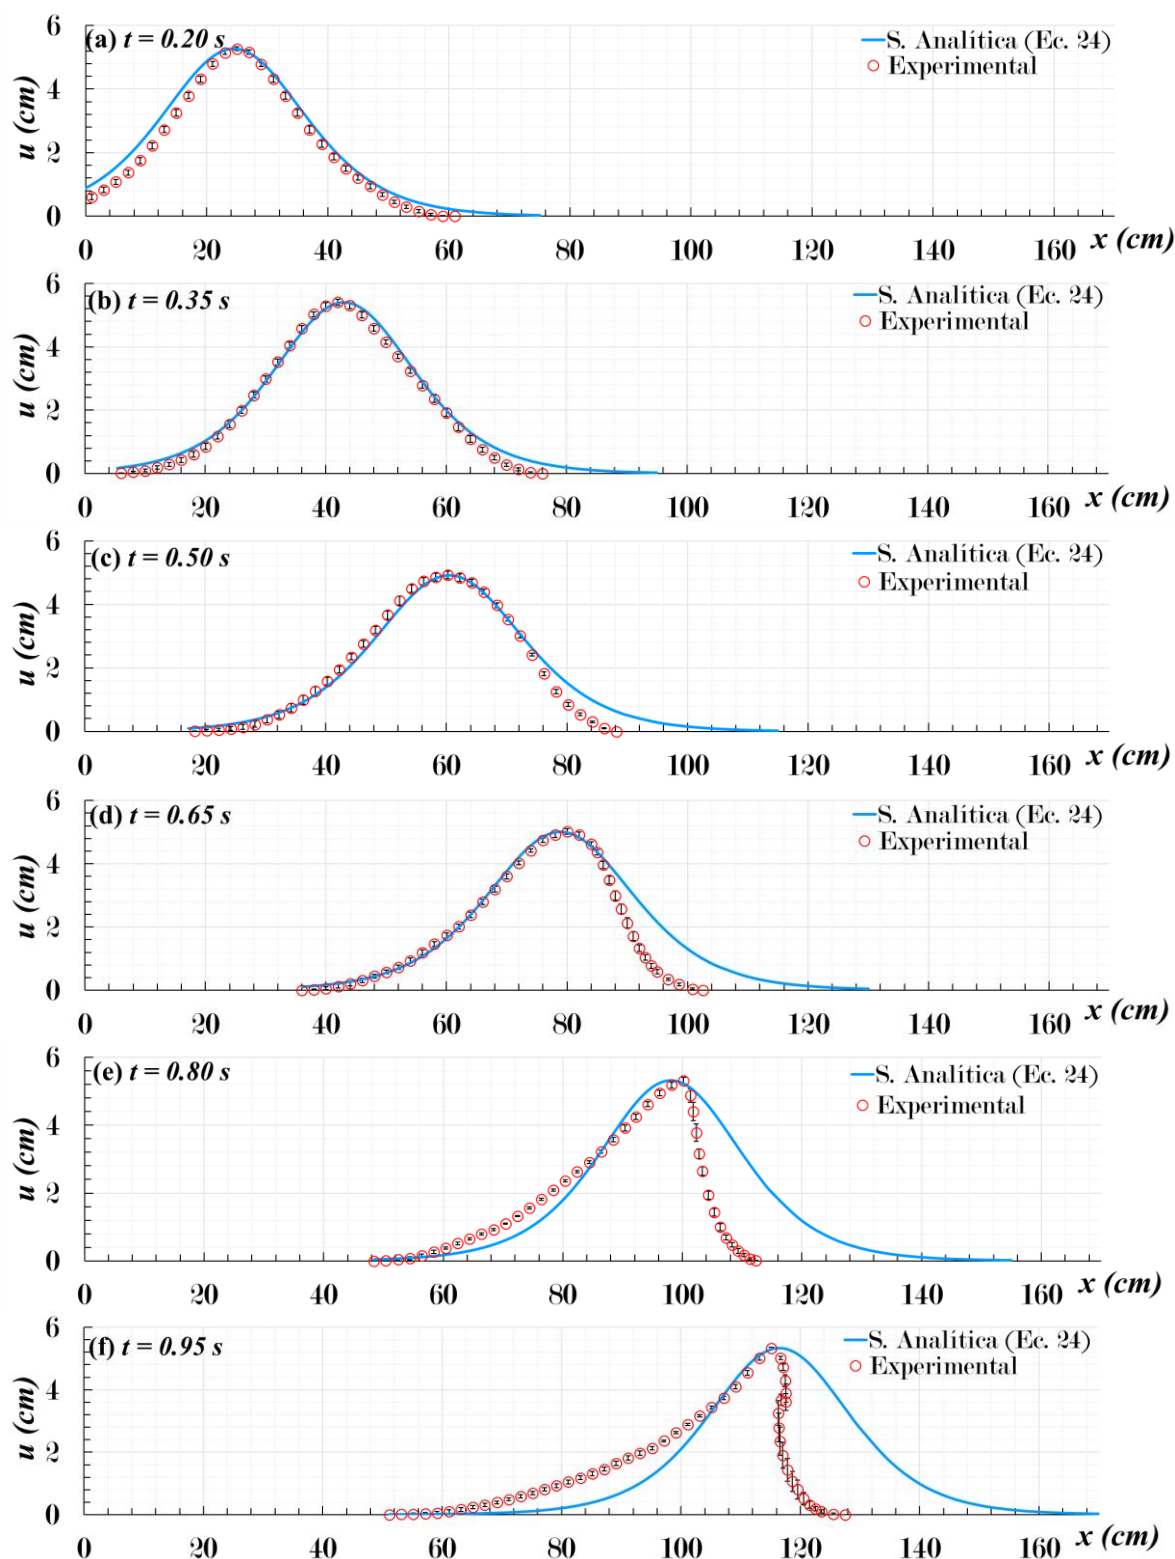 6
(a) t = 0.20 s
S. Analítica (Ec. 24)
Experimental
4
u (cm)
2
0
0 20 40 60 80 100 120 140 160 x (cm)
6
(b) t = 0.35 s
S. Analítica (Ec. 24)
Experimental
4
u (cm)
2
0
0 20 40 60 80 100 120 140 160 x (cm)
6
(c) t = 0.50 s
S. Analítica (Ec. 24)
Experimental
4
u (cm)
2
0
0 20 40 60 80 100 120 140 160 x (cm)
6
(d) t = 0.65 s
S. Analítica (Ec. 24)
Experimental
4
u (cm)
2
0
0 20 40 60 80 100 120 140 160 x (cm)
6
(e) t = 0.80 s
S. Analítica (Ec. 24)
Experimental
4
u (cm)
2
0
0 20 40 60 80 100 120 140 160 x (cm)
6
(f) t = 0.95 s
S. Analítica (Ec. 24)
Experimental
4
u (cm)
2
0
0 20 40 60 80 100 120 140 160 x (cm)